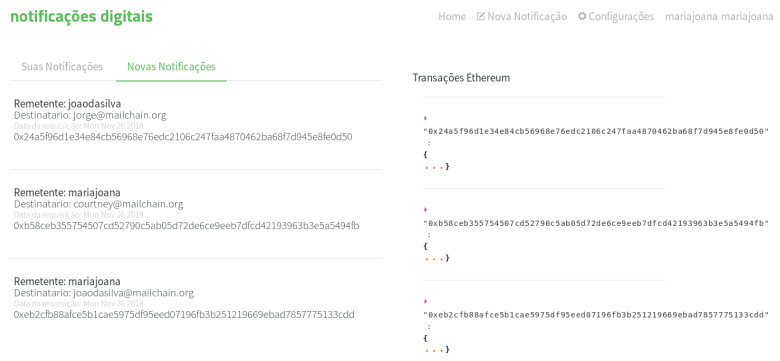 notificações digitais
Home Nova Notificação Configurações mariajoana mariajoana
Suas Notificações Novas Notificações
Remetente: joaodasilva
Destinatario: jorge@mailchain.org
Data da requisição: Mon Nov 26 2018
0x24a5f96d1e34e84cb56968e76edc2106c247faa4870462ba68f7d945e8fe0d50
Remetente: mariajoana
Destinatario: courtney@mailchain.org
Data da requisição: Mon Nov 26 2018
0xb58ceb355754507cd52790c5ab05d72de6ce9eeb7dfcd42193963b3e5a5494fb
Remetente: mariajoana
Destinatario: joaodasilva@mailchain.org
Data da requisição: Mon Nov 26 2018
0xeb2cfb88afce5b1cae5975df95eed07196fb3b251219669ebad7857775133cdd
Transações Ethereum
"0x24a5f96d1e34e84cb56968e76edc2106c247faa4870462ba68f7d945e8fe0d50"
:
{
...}
"0xb58ceb355754507cd52790c5ab05d72de6ce9eeb7dfcd42193963b3e5a5494fb"
:
{
...}
"0xeb2cfb88afce5b1cae5975df95eed07196fb3b251219669ebad7857775133cdd"
:
{
...}